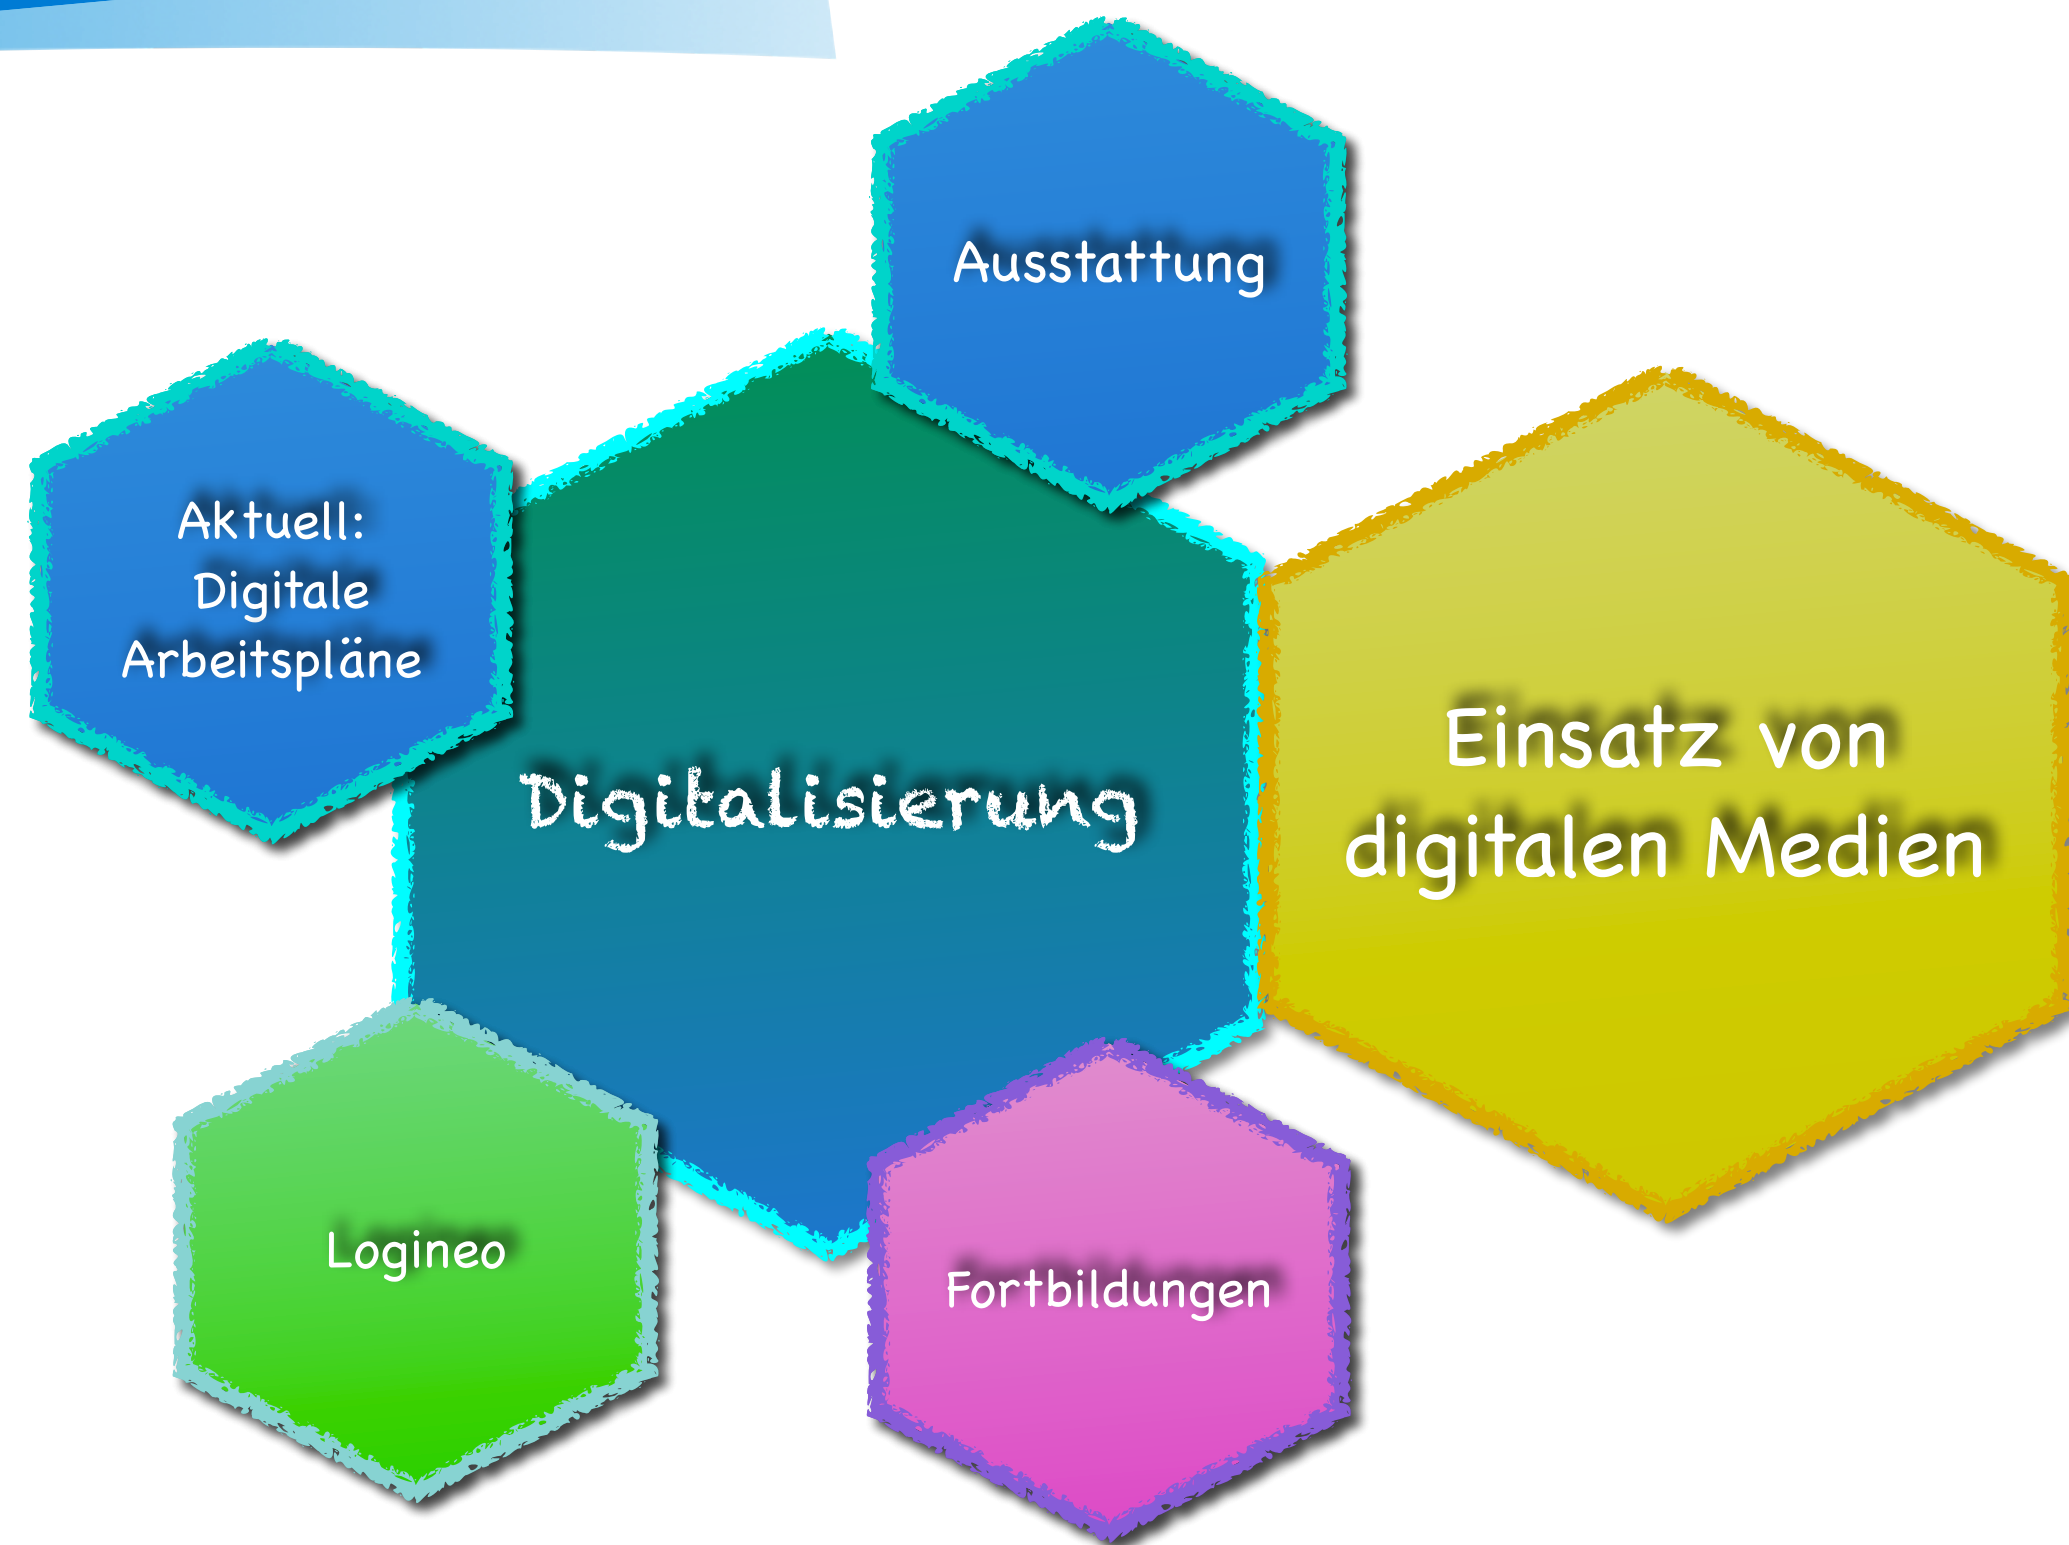 Ausstattung
Aktuell:
Digitale
Arbeitspläne
Digitalisierung
Einsatz von
digitalen Medien
Logineo
Fortbildungen